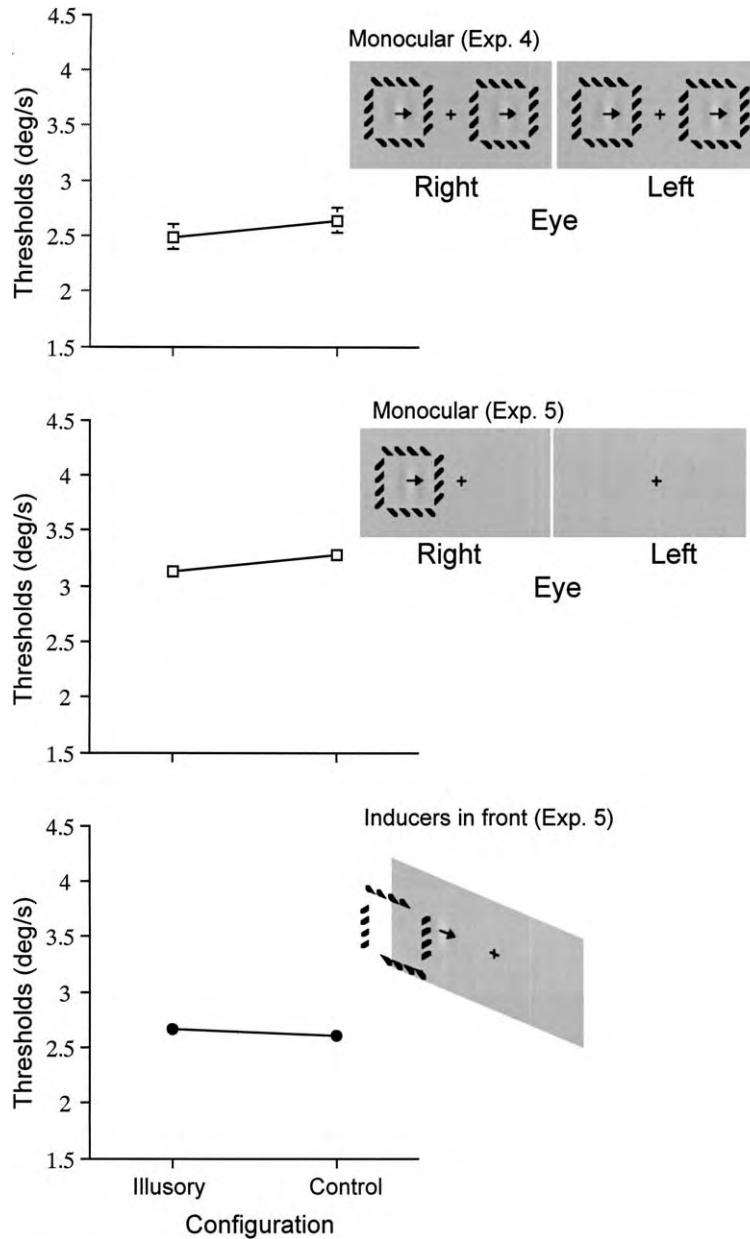 4.5
4
3.5
3
2.5
2
1.5
Thresholds (deg/s)
Monocular (Exp. 4)
Right Left
Eye
4.5
4
3.5
3
2.5
2
1.5
Thresholds (deg/s)
Monocular (Exp. 5)
Right Left
Eye
4.5
4
3.5
3
2.5
2
1.5
Thresholds (deg/s)
Inducers in front (Exp. 5)
Illusory Control
Configuration